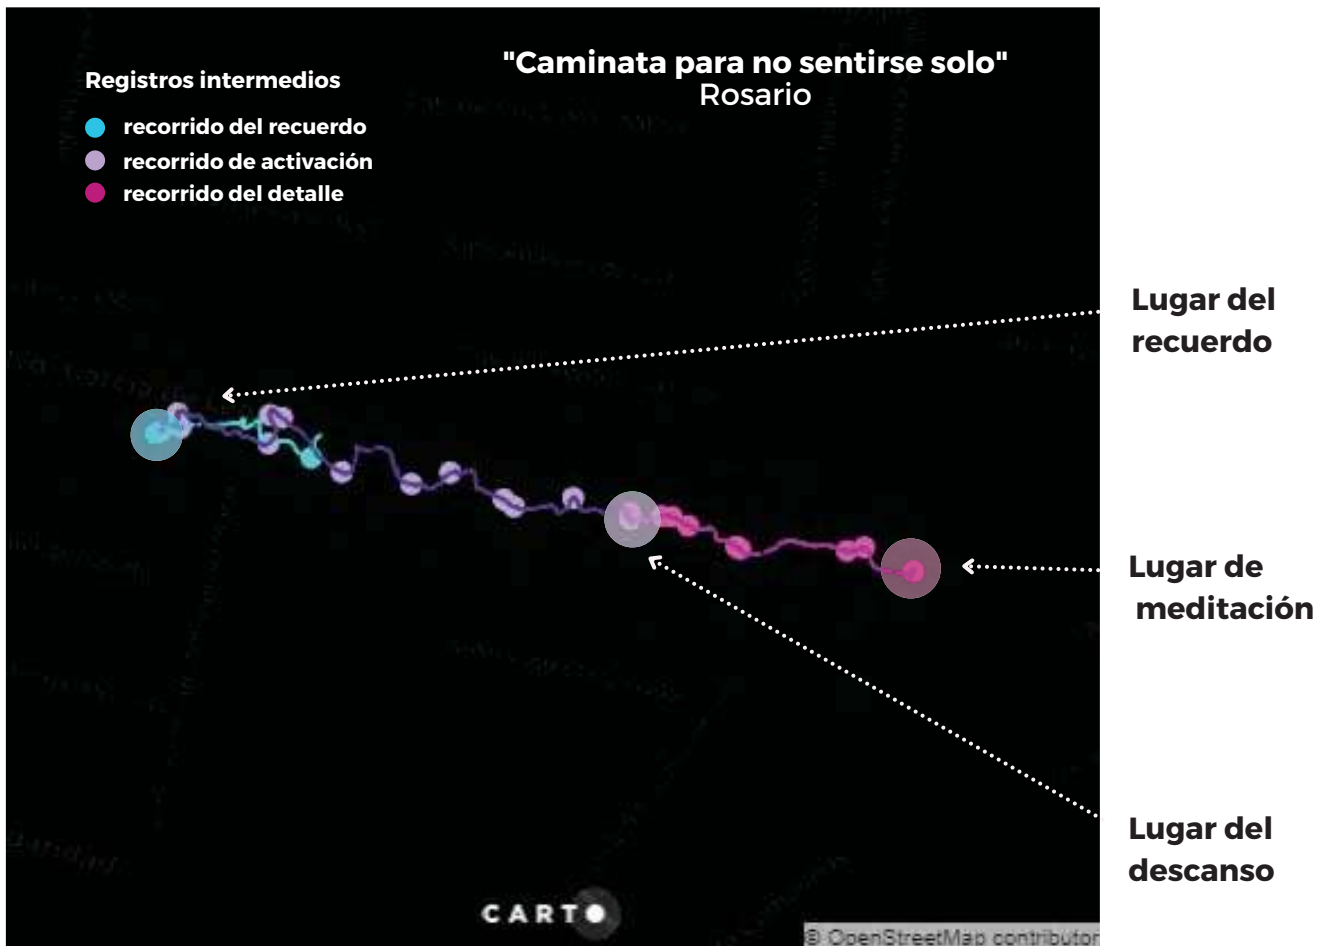 "Caminata para no sentirse solo"
Rosario
Registros intermedios
recorrido del recuerdo
recorrido de activación
recorrido del detalle
Lugar del
recuerdo
Lugar de
meditación
Lugar del
descanso
CARTO
© OpenStreetMap contributor